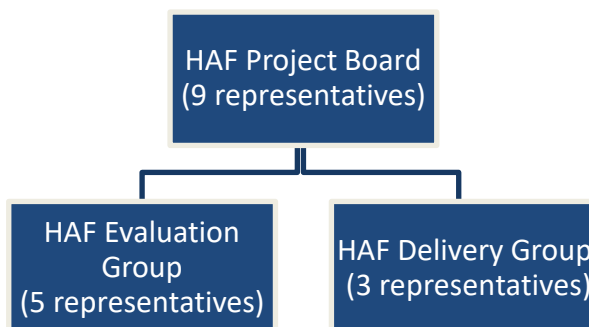 HAF Project Board
(9 representatives)
HAF Evaluation
Group
(5 representatives)
HAF Delivery Group
(3 representatives)